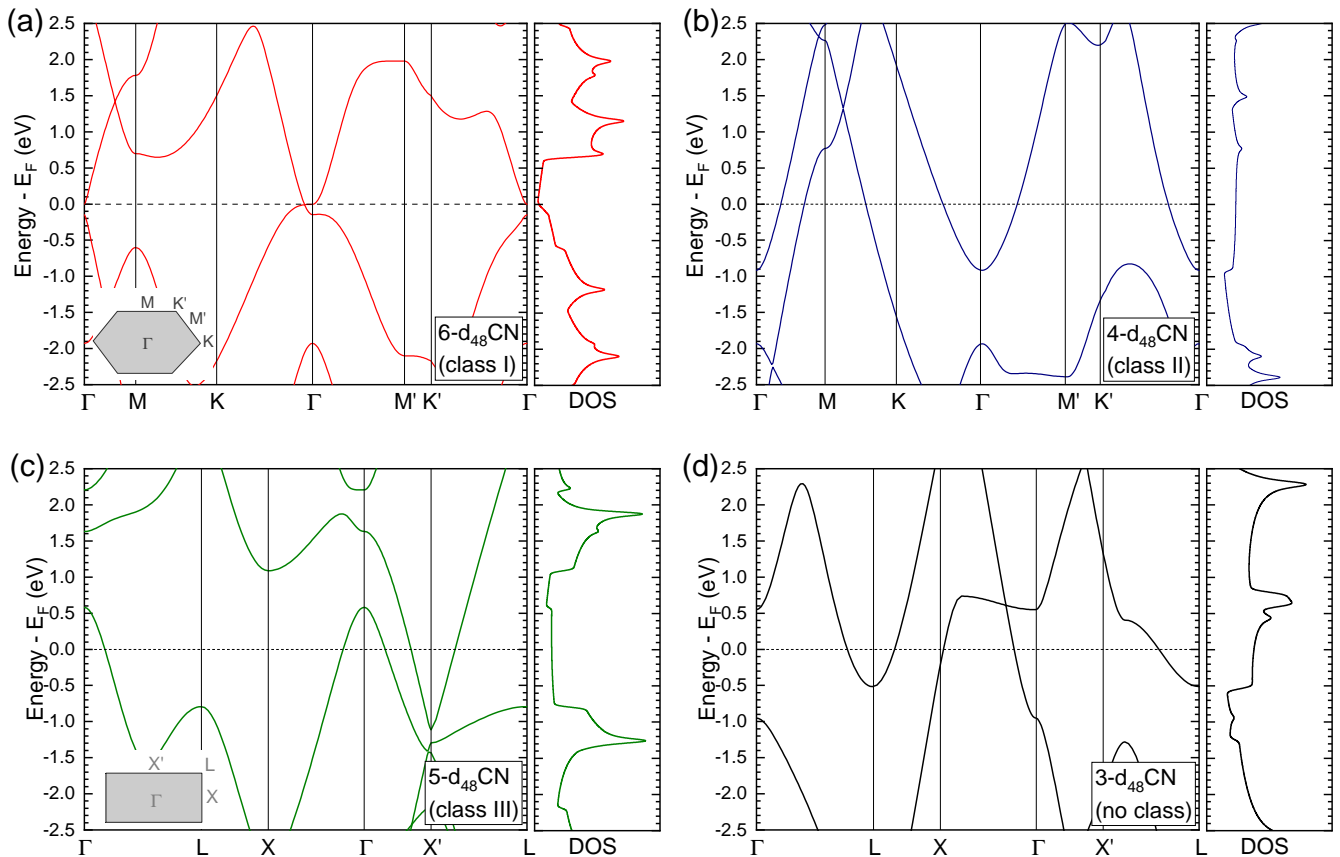 (a)
2.5
2.0
1.5
1.0
0.5
0.0
-0.5
-1.0
-1.5
-2.0
-2.5
Energy - E_F (eV)
M K'
M'
Γ K
6-d₄₈CN
(class I)
Γ M K Γ M' K' Γ DOS
(b)
2.5
2.0
1.5
1.0
0.5
0.0
-0.5
-1.0
-1.5
-2.0
-2.5
Energy - E_F (eV)
4-d₄₈CN
(class II)
Γ M K Γ M' K' Γ DOS
(c)
2.5
2.0
1.5
1.0
0.5
0.0
-0.5
-1.0
-1.5
-2.0
-2.5
Energy - E_F (eV)
X' L
Γ X
5-d₄₈CN
(class III)
Γ L X Γ X' L DOS
(d)
2.5
2.0
1.5
1.0
0.5
0.0
-0.5
-1.0
-1.5
-2.0
-2.5
Energy - E_F (eV)
3-d₄₈CN
(no class)
Γ L X Γ X' L DOS